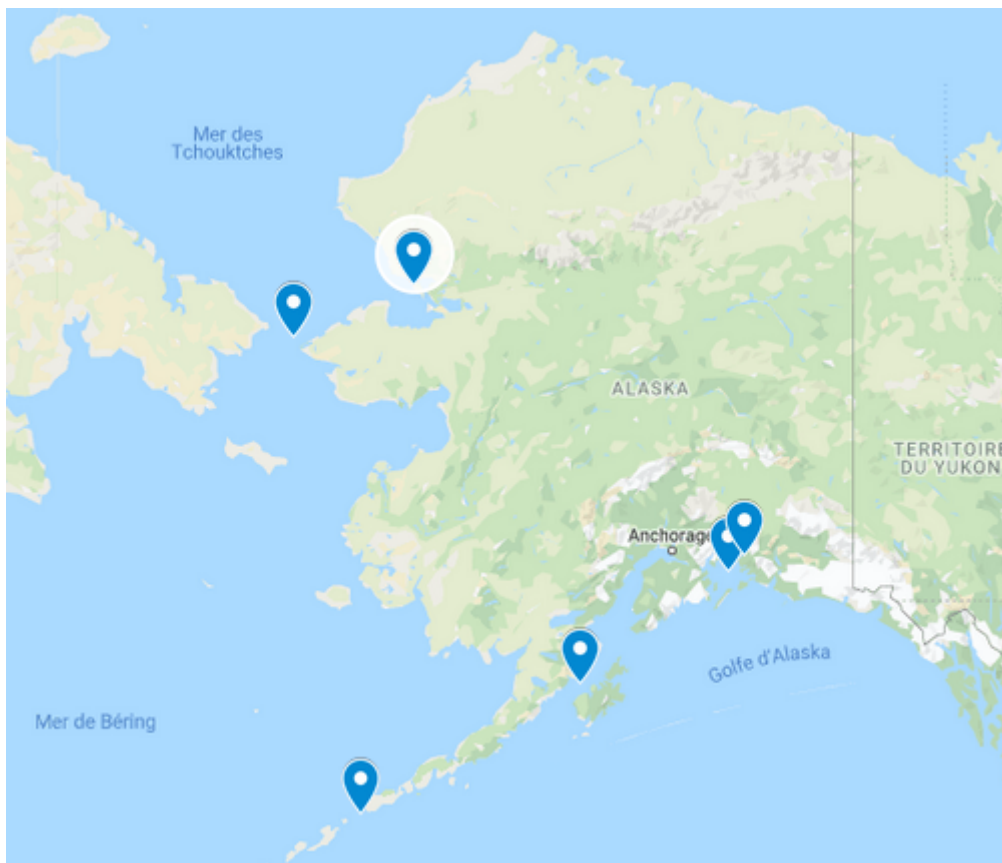 Mer des
Tchouktches
ALASKA
TERRITOIRE
DU YUKON
Anchorage
Golfe d'Alaska
Mer de Béring